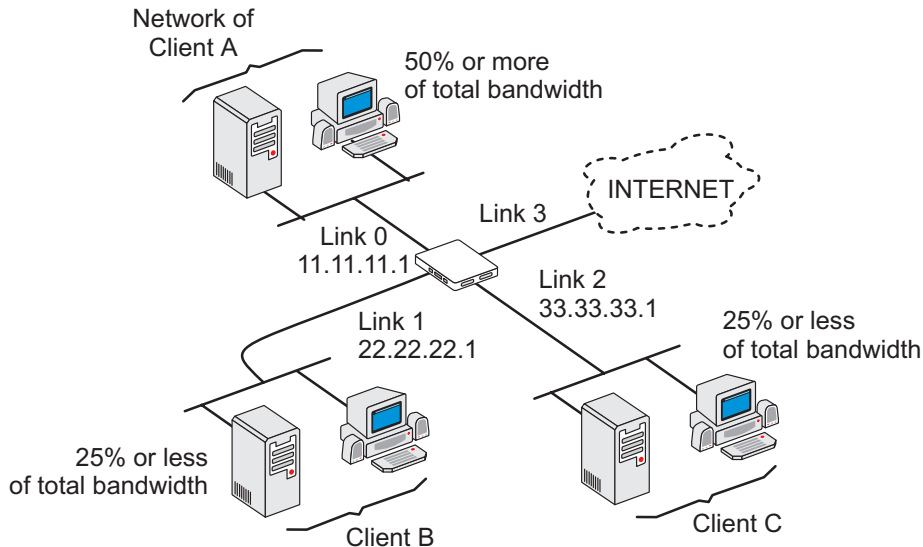 Network of
Client A
50% or more
of total bandwidth
INTERNET
Link 3
Link 0
11.11.11.1
Link 2
33.33.33.1
Link 1
22.22.22.1
25% or less
of total bandwidth
25% or less
of total bandwidth
Client B
Client C